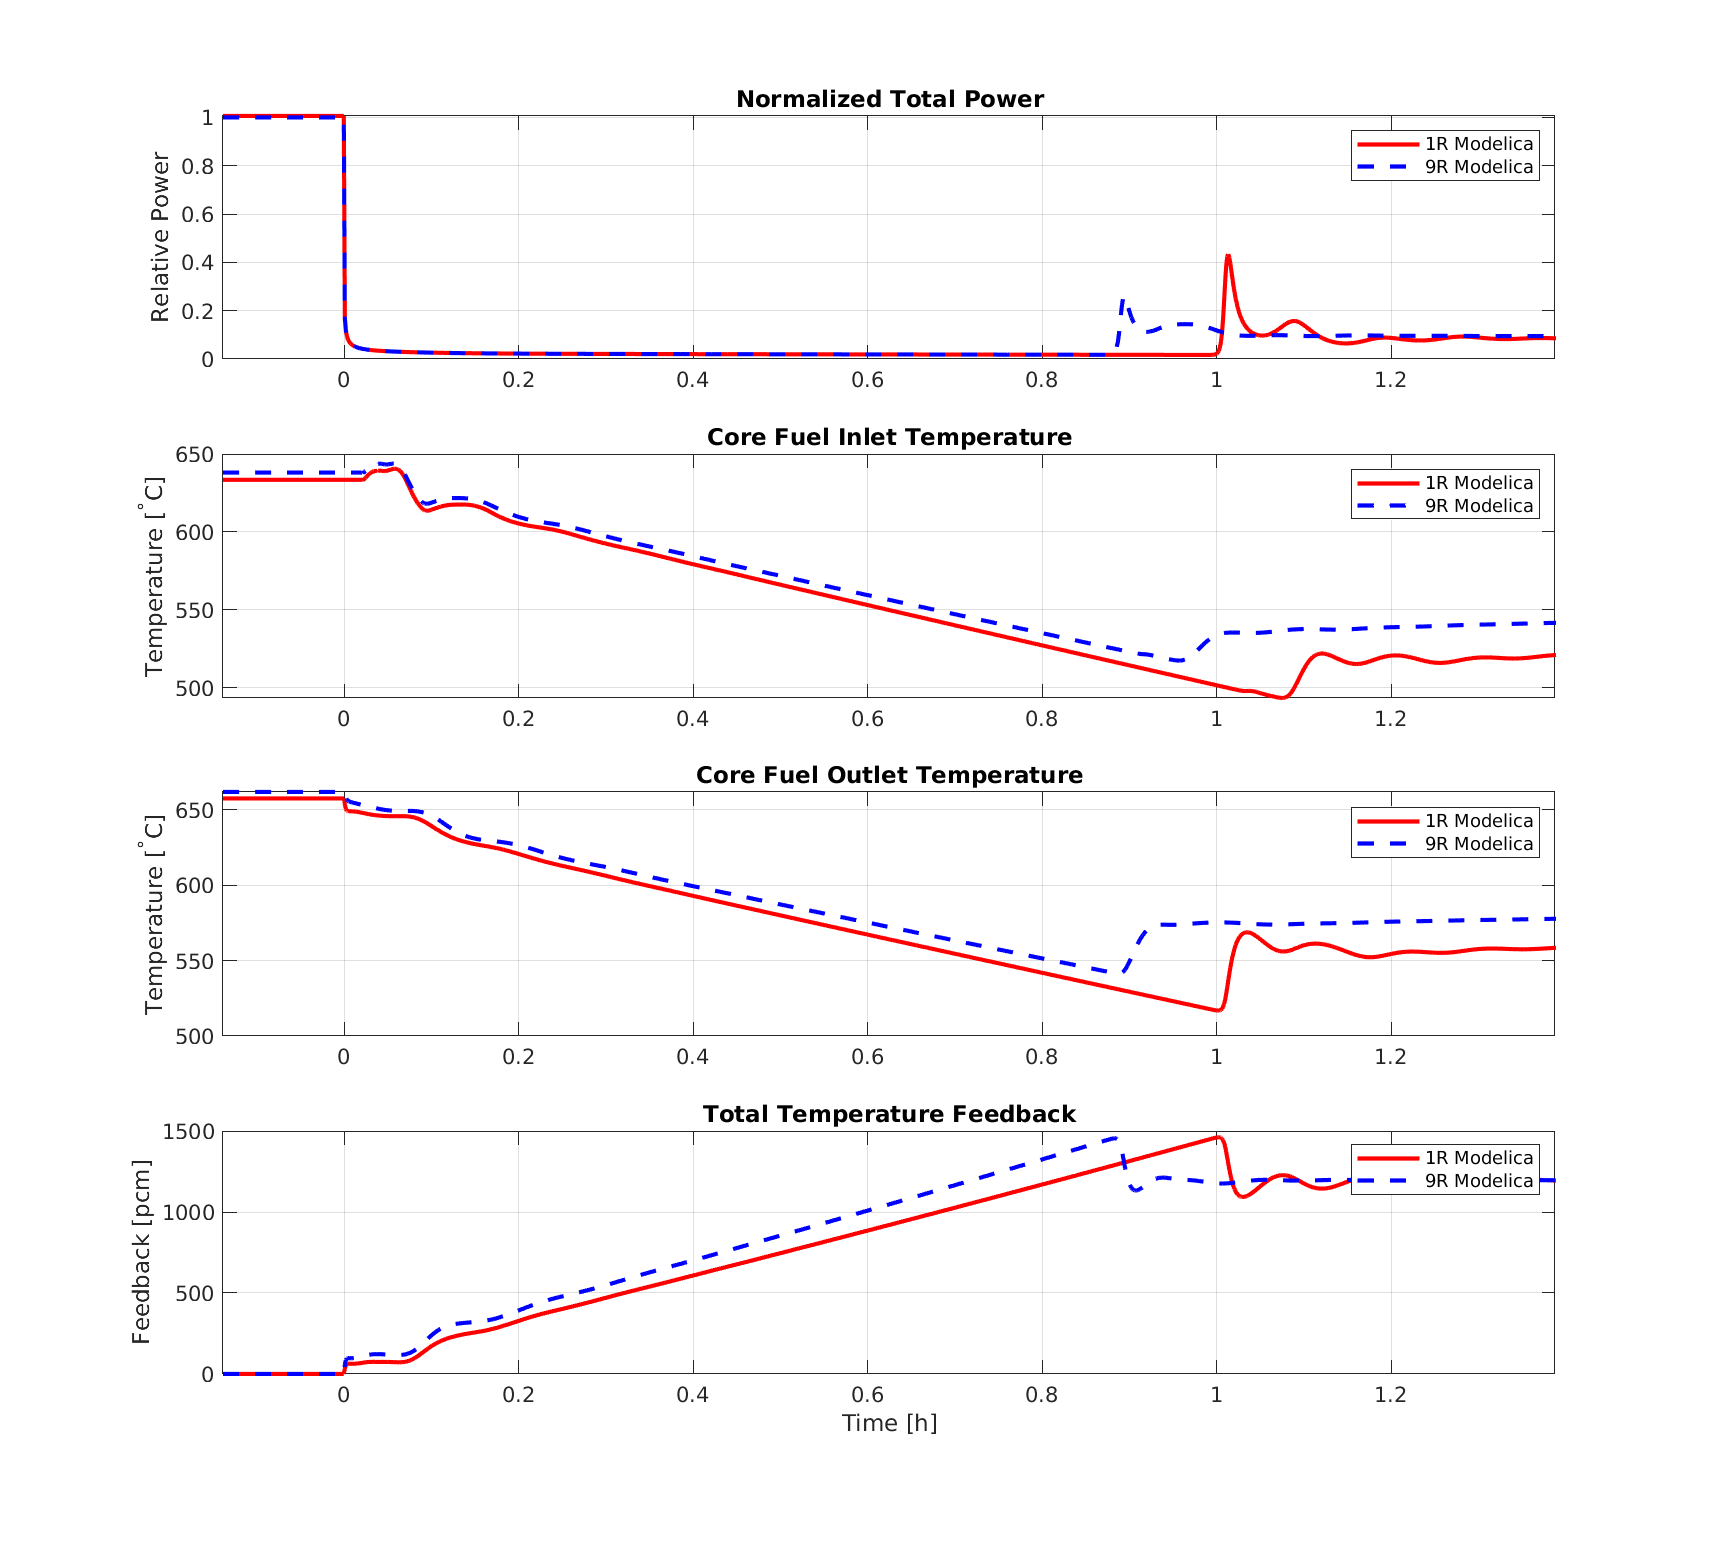 Normalized Total Power
Relative Power
1
0.8
0.6
0.4
0.2
0
1R Modelica
9R Modelica
0 0.2 0.4 0.6 0.8 1 1.2
Core Fuel Inlet Temperature
Temperature [°C]
650
600
550
500
1R Modelica
9R Modelica
0 0.2 0.4 0.6 0.8 1 1.2
Core Fuel Outlet Temperature
Temperature [°C]
650
600
550
500
1R Modelica
9R Modelica
0 0.2 0.4 0.6 0.8 1 1.2
Total Temperature Feedback
Feedback [pcm]
1500
1000
500
0
1R Modelica
9R Modelica
0 0.2 0.4 0.6 0.8 1 1.2
Time [h]